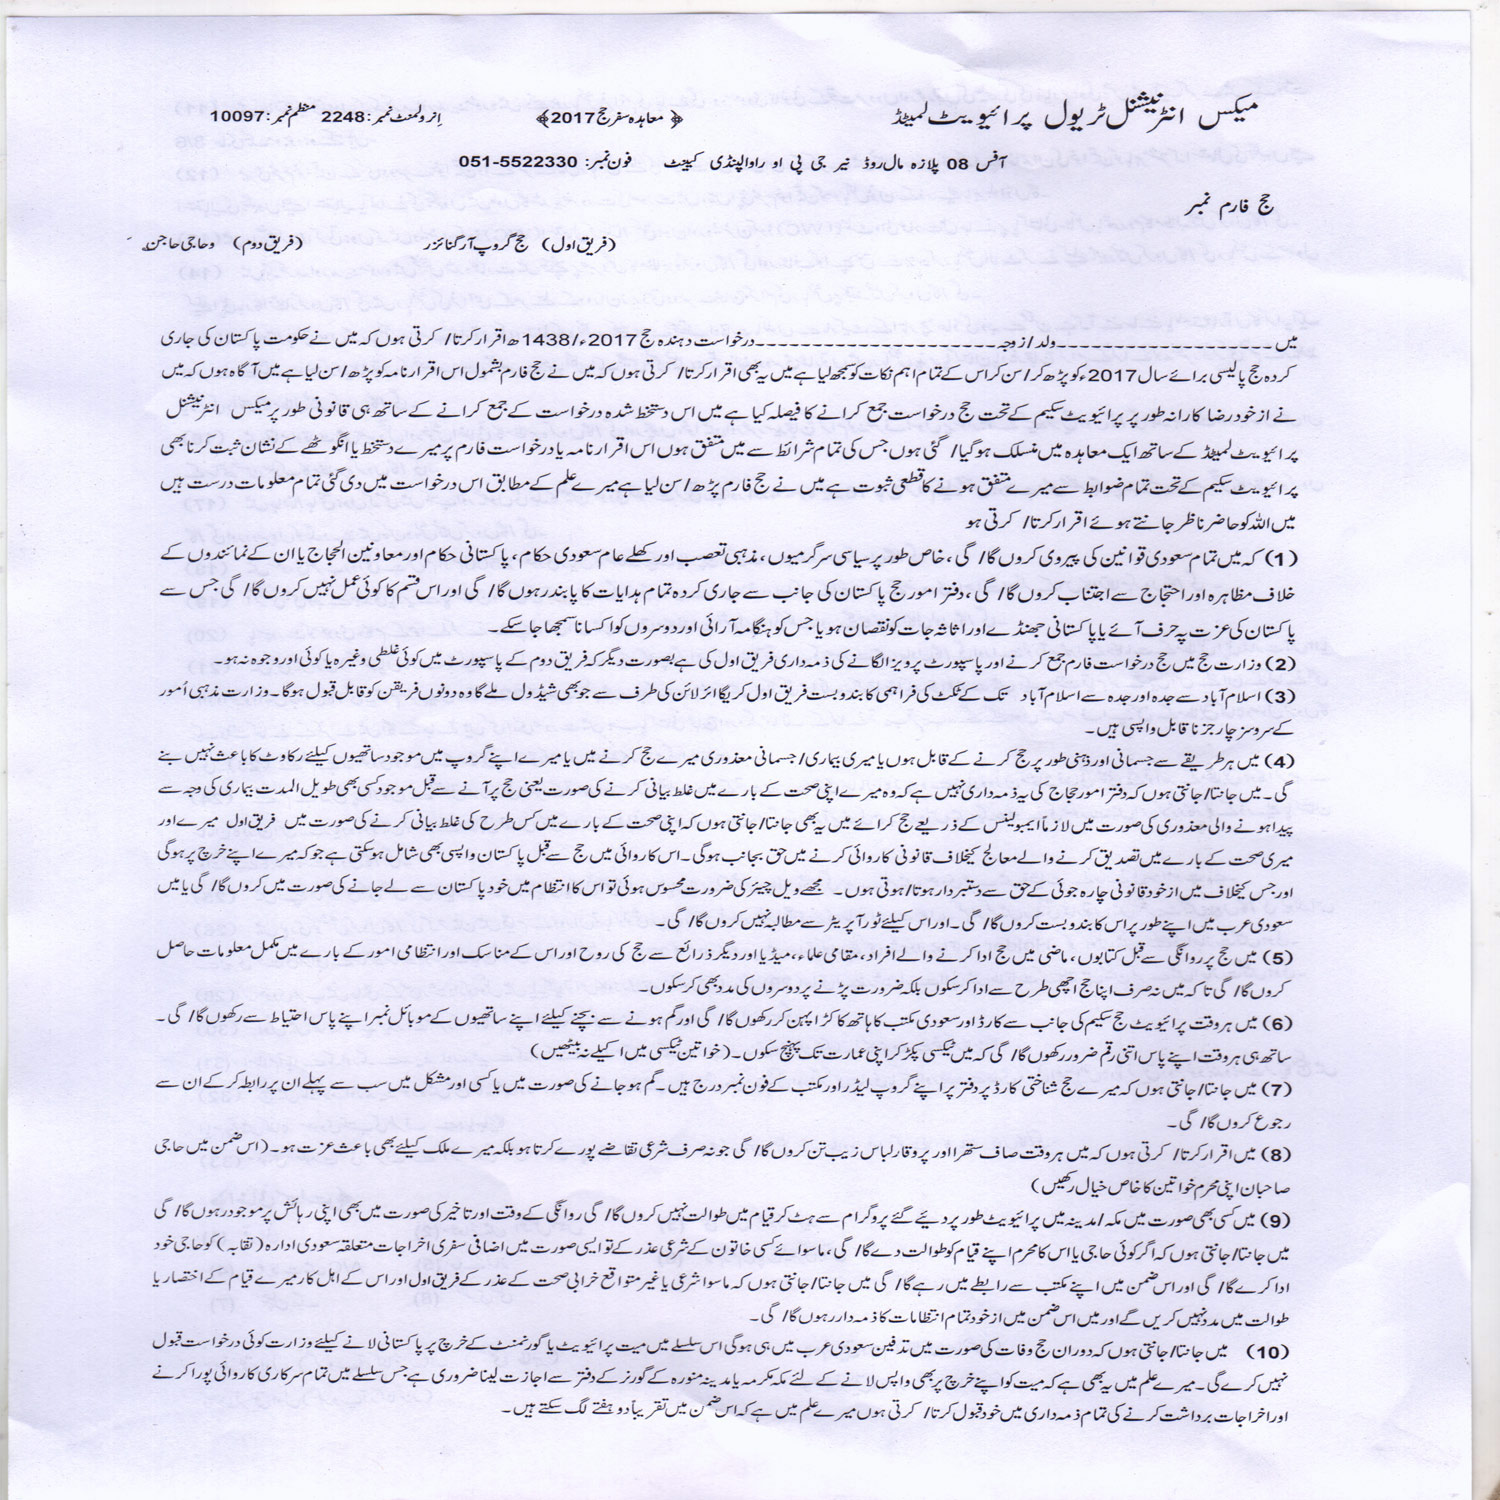 میکس انٹرنیشنل ٹریول پرائیویٹ لمیٹڈ ﴿ معاہدہ سفر حج 2017﴾ اِنرولمنٹ نمبر: 2248 منظم نمبر: 10097
آفس 08 پلازہ مال روڈ نیر جی پی او راولپنڈی کینٹ فون نمبر: 051-5522330
حج فارم نمبر
(فریق اول) حج گروپ آرگنائزر (فریق دوم) وحاجی حاجن
میں ---------------------- ولد / زوجہ ------------------------ درخواست دہندہ حج 2017ء/1438ھ اقرار کرتا/ کرتی ہوں کہ میں نے حکومت پاکستان کی جاری
کردہ حج پالیسی برائے سال 2017ء کو پڑھ کر/ سن کر اس کے تمام اہم نکات کو سمجھ لیا ہے میں یہ بھی اقرار کرتا/ کرتی ہوں کہ میں نے حج فارم بشمول اس اقرار نامہ کو پڑھ/ سن لیا ہے میں آگاہ ہوں کہ میں
نے از خود رضا کارانہ طور پر پرائیویٹ سکیم کے تحت حج درخواست جمع کرانے کا فیصلہ کیا ہے میں اس دستخط شدہ درخواست کے جمع کرانے کے ساتھ ہی قانونی طور پر میکس انٹرنیشنل
پرائیویٹ لمیٹڈ کے ساتھ ایک معاہدہ میں منسلک ہو گیا/ گئی ہوں جس کی تمام شرائط سے میں متفق ہوں اس اقرار نامہ یا درخواست فارم پر میرے دستخط یا انگوٹھے کے نشان ثبت کرنا بھی
پرائیویٹ سکیم کے تحت تمام ضوابط سے میرے متفق ہونے کا قطعی ثبوت ہے میں نے حج فارم پڑھ/ سن لیا ہے میرے علم کے مطابق اس درخواست میں دی گئی تمام معلومات درست ہیں
میں اللہ کو حاضر ناظر جانتے ہوئے اقرار کرتا/ کرتی ہو
(1) کہ میں تمام سعودی قوانین کی پیروی کروں گا/ گی، خاص طور پر سیاسی سرگرمیوں، مذہبی تعصب اور کھلے عام سعودی حکام، پاکستانی حکام اور معاونین الحجاج یا ان کے نمائندوں کے
خلاف مظاہرہ اور احتجاج سے اجتناب کروں گا/ گی، دفتر امور حج پاکستان کی جانب سے جاری کردہ تمام ہدایات کا پابند رہوں گا/ گی اور اس قسم کا کوئی عمل نہیں کروں گا/ گی جس سے
پاکستان کی عزت پہ حرف آئے یا پاکستانی جھنڈے اور اثاثہ جات کو نقصان ہو یا جس کو ہنگامہ آرائی اور دوسروں کو اکسانا سمجھا جا سکے۔
(2) وزارت حج میں حج درخواست فارم جمع کرنے اور پاسپورٹ پر ویز الگانے کی ذمہ داری فریق اول کی ہے بصورت دیگر کہ فریق دوم کے پاسپورٹ میں کوئی غلطی وغیرہ یا کوئی اور وجوہ نہ ہو۔
(3) اسلام آباد سے جدہ اور جدہ سے اسلام آباد تک کے ٹکٹ کی فراہمی کا بندوبست فریق اول کریگا ائر لائن کی طرف سے جو بھی شیڈول ملے گا وہ دونوں فریقن کو قابل قبول ہوگا۔ وزارت مذہبی اُمور
کے سروسز چارجز نا قابل واپسی ہیں۔
(4) میں ہر طریقے سے جسمانی اور ذہنی طور پر حج کرنے کے قابل ہوں یا میری بیماری/ جسمانی معذوری میرے حج کرنے میں یا میرے اپنے گروپ میں موجود ساتھیوں کیلئے رکاوٹ کا باعث نہیں بنے
گی۔ میں جانتا/ جانتی ہوں کہ دفتر امور حجاج کی یہ ذمہ داری نہیں ہے کہ وہ میرے اپنی صحت کے بارے میں غلط بیانی کرنے کی صورت یعنی حج پر آنے سے قبل موجود کسی بھی طویل المدت بیماری کی وجہ سے
پیدا ہونے والی معذوری کی صورت میں لازماً ایمبولینس کے ذریعے حج کرائے میں یہ بھی جانتا/ جانتی ہوں کہ اپنی صحت کے بارے میں کس طرح کی غلط بیانی کرنے کی صورت میں فریق اول میرے اور
میری صحت کے بارے میں تصدیق کرنے والے معالج کیخلاف قانونی کاروائی کرنے میں حق بجانب ہوگی۔ اس کاروائی میں حج سے قبل پاکستان واپسی بھی شامل ہوسکتی ہے جو کہ میرے اپنے خرچ پر ہوگی
اور جس کیخلاف میں از خود قانونی چارہ جوئی کے حق سے دستبردار ہوتا/ ہوتی ہوں۔ مجھے ویل چیئر کی ضرورت محسوس ہوئی تو اس کا انتظام میں خود پاکستان سے لے جانے کی صورت میں کروں گا/ گی یا میں
سعودی عرب میں اپنے طور پر اس کا بندوبست کروں گا/ گی۔ اور اس کیلئے ٹور آپریٹر سے مطالبہ نہیں کروں گا/ گی۔
(5) میں حج پر روانگی سے قبل کتابوں، ماضی میں حج ادا کرنے والے افراد، مقامی علماء، میڈیا اور دیگر ذرائع سے حج کی روح اور اس کے مناسک اور انتظامی امور کے بارے میں مکمل معلومات حاصل
کروں گا/ گی تاکہ میں نہ صرف اپنا حج اچھی طرح سے ادا کر سکوں بلکہ ضرورت پڑنے پر دوسروں کی مدد بھی کر سکوں۔
(6) میں ہر وقت پرائیویٹ حج سکیم کی جانب سے کارڈ اور سعودی مکتب کا ہاتھ کا کڑا پہن کر رکھوں گا/ گی اور گم ہونے سے بچنے کیلئے اپنے ساتھیوں کے موبائل نمبر اپنے پاس احتیاط سے رکھوں گا/ گی۔
ساتھ ہی ہر وقت اپنے پاس اتنی رقم ضرور رکھوں گا/ گی کہ میں ٹیکسی پکڑ کر اپنی عمارت تک پہنچ سکوں۔ (خواتین ٹیکسی میں اکیلے نہ بیٹھیں)
(7) میں جانتا/ جانتی ہوں کہ میرے حج شناختی کارڈ پر دفتر پر اپنے گروپ لیڈر اور مکتب کے فون نمبر درج ہیں۔ گم ہو جانے کی صورت میں یا کسی اور مشکل میں سب سے پہلے ان پر رابطہ کر کے ان سے
رجوع کروں گا/ گی۔
(8) میں اقرار کرتا/ کرتی ہوں کہ میں ہر وقت صاف ستھرا اور پروقار لباس زیب تن کروں گا/ گی جو نہ صرف شرعی تقاضے پورے کرتا ہو بلکہ میرے ملک کیلئے بھی باعث عزت ہو۔ (اس ضمن میں حاجی
صاحبان اپنی محرم خواتین کا خاص خیال رکھیں)
(9) میں کسی بھی صورت میں مکہ/ مدینہ میں پرائیویٹ طور پر دیئے گئے پروگرام سے ہٹ کر قیام میں طوالت نہیں کروں گا/ گی روانگی کے وقت اور تاخیر کی صورت میں بھی اپنی رہائش پر موجود رہوں گا/ گی
میں جانتا/ جانتی ہوں کہ اگر کوئی حاجی یا اس کا محرم اپنے قیام کو طوالت دے گا/ گی، ماسوائے کسی خاتون کے شرعی عذر کے تو ایسی صورت میں اضافی سفری اخراجات متعلقہ سعودی ادارہ (نقابہ) کو حاجی خود
ادا کرے گا/ گی اور اس ضمن میں اپنے مکتب سے رابطے میں رہے گا/ گی میں جانتا/ جانتی ہوں کہ ماسوا شرعی یا غیر متواقع خرابی صحت کے عذر کے فریق اول اور اس کے اہل کار میرے قیام کے اختصار یا
طوالت میں مدد نہیں کریں گے اور میں اس ضمن میں از خود تمام انتظامات کا ذمہ دار رہوں گا/ گی۔
(10) میں جانتا/ جانتی ہوں کہ دوران حج وفات کی صورت میں تدفین سعودی عرب میں ہی ہوگی اس سلسلے میں میت پرائیویٹ یا گورنمنٹ کے خرچ پر پاکستانی لانے کیلئے وزارت کوئی درخواست قبول
نہیں کرے گی۔ میرے علم میں یہ بھی ہے کہ میت کو اپنے خرچ پر بھی واپس لانے کے لئے مکہ مکرمہ یا مدینہ منورہ کے گورنر کے دفتر سے اجازت لینا ضروری ہے جس سلسلے میں تمام سرکاری کاروائی پورا کرنے
اور اخراجات برداشت کرنے کی تمام ذمہ داری میں خود قبول کرتا/ کرتی ہوں میرے علم میں ہے کہ اس ضمن میں تقریباً دو ہفتے لگ سکتے ہیں۔